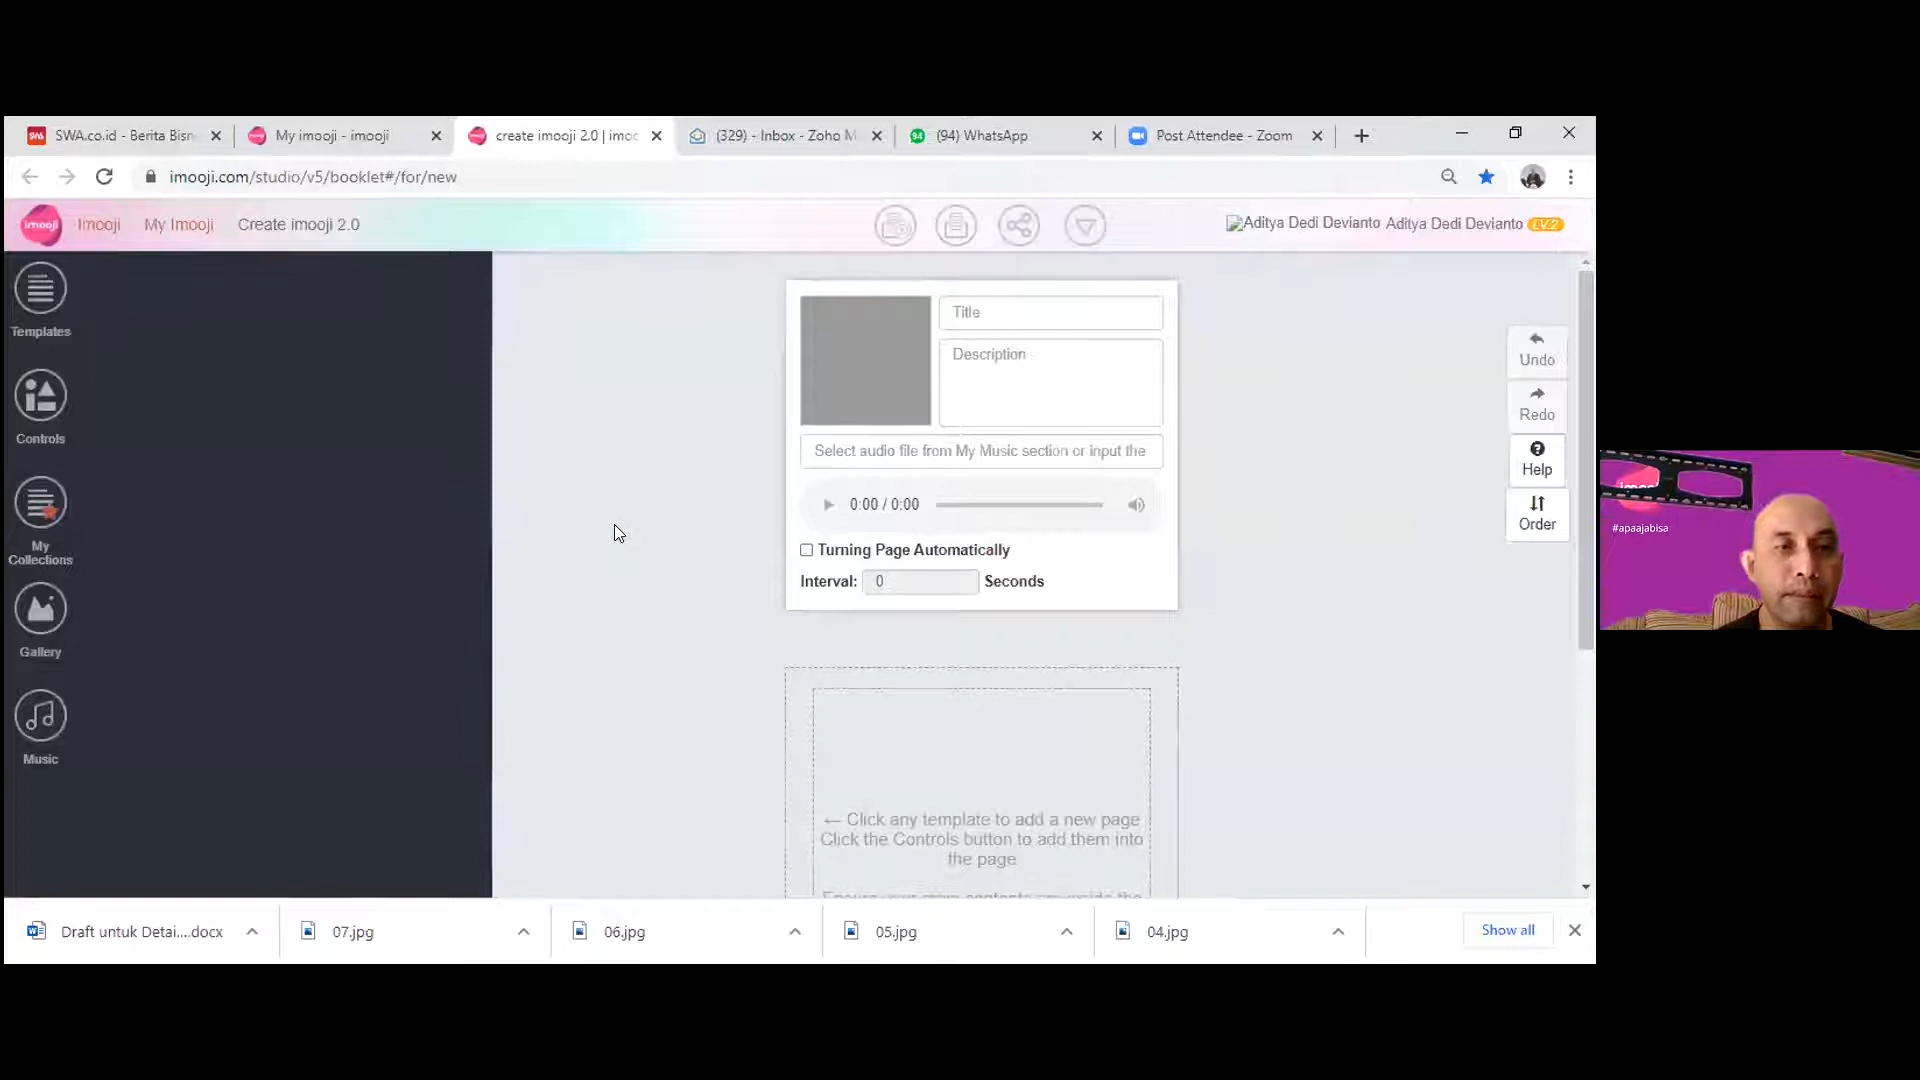 SWA.co.id - Berita Bisn
My imooji - imooji
create imooji 2.0 | imoo
(329) - Inbox - Zoho M
94
(94) WhatsApp
Post Attendee - Zoom
imooji.com/studio/v5/booklet#/for/new
imooji
Imooji
My Imooji
Create imooji 2.0
Aditya Dedi Devianto
Aditya Dedi Devianto
LV.2
Templates
Controls
My
Collections
Gallery
Music
Title
Description
Select audio file from My Music section or input the
0:00 / 0:00
Turning Page Automatically
Interval: 0 Seconds
← Click any template to add a new page
Click the Controls button to add them into
the page
Undo
Redo
Help
Order
#apaajabisa
Draft untuk Detai....docx
07.jpg
06.jpg
05.jpg
04.jpg
Show all